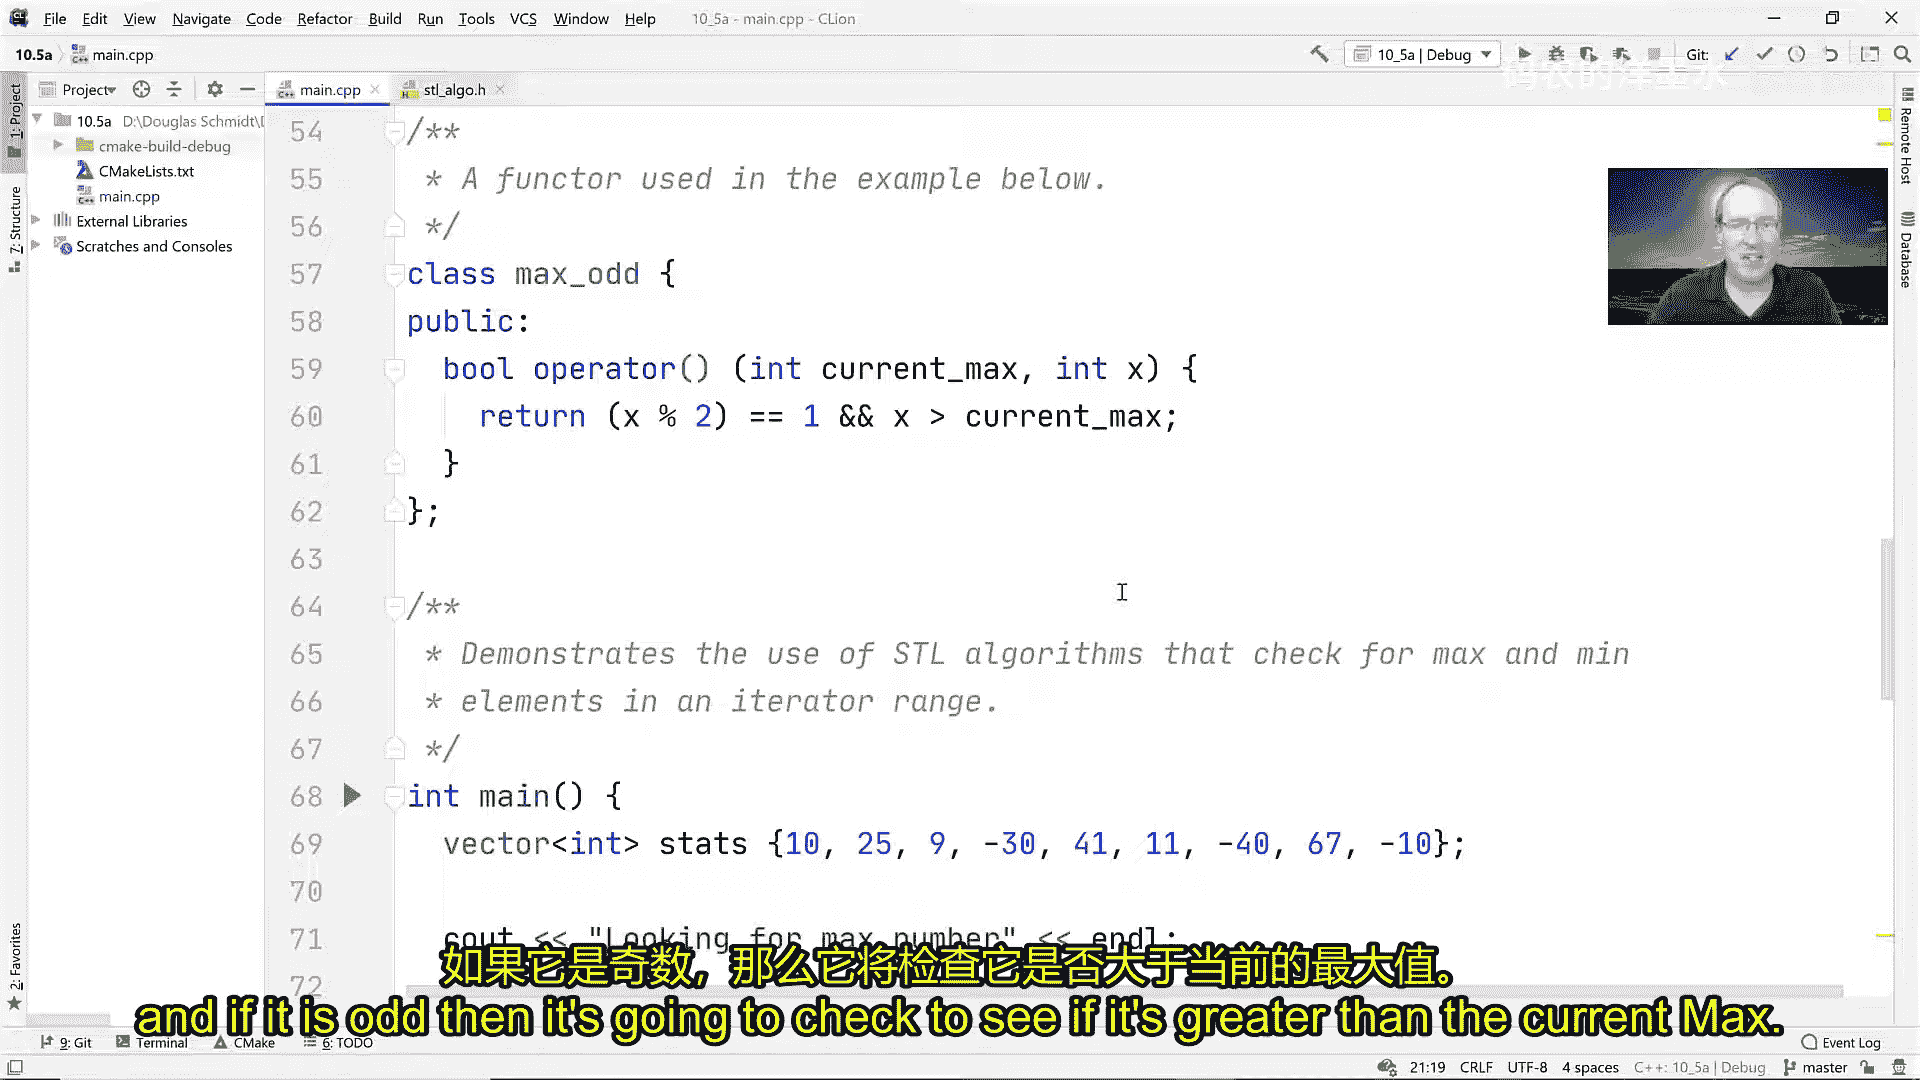 File Edit View Navigate Code Refactor Build Run Tools VCS Window Help 10_5a - main.cpp - CLion
10.5a main.cpp 10_5a | Debug Git:
Project main.cpp stl_algo.h
1: Project
7: Structure
2: Favorites
10.5a D:\Douglas Schmidt\
cmake-build-debug
CMakeLists.txt
main.cpp
External Libraries
Scratches and Consoles
54 /**
55 * A functor used in the example below.
56 */
57 class max_odd {
58 public:
59 bool operator() (int current_max, int x) {
60 return (x % 2) == 1 && x > current_max;
61 }
62 };
63
64 /**
65 * Demonstrates the use of STL algorithms that check for max and min
66 * elements in an iterator range.
67 */
68 int main() {
69 vector<int> stats {10, 25, 9, -30, 41, 11, -40, 67, -10};
70
71 cout << "Looking for max number" << endl;
72
Remote Host
Database
如果它是奇数，那么它将检查它是否大于当前的最大值。
and if it is odd then it's going to check to see if it's greater than the current Max.
9: Git Terminal CMake 6: TODO Event Log
21:19 CRLF UTF-8 4 spaces C++: 10_5a | Debug master